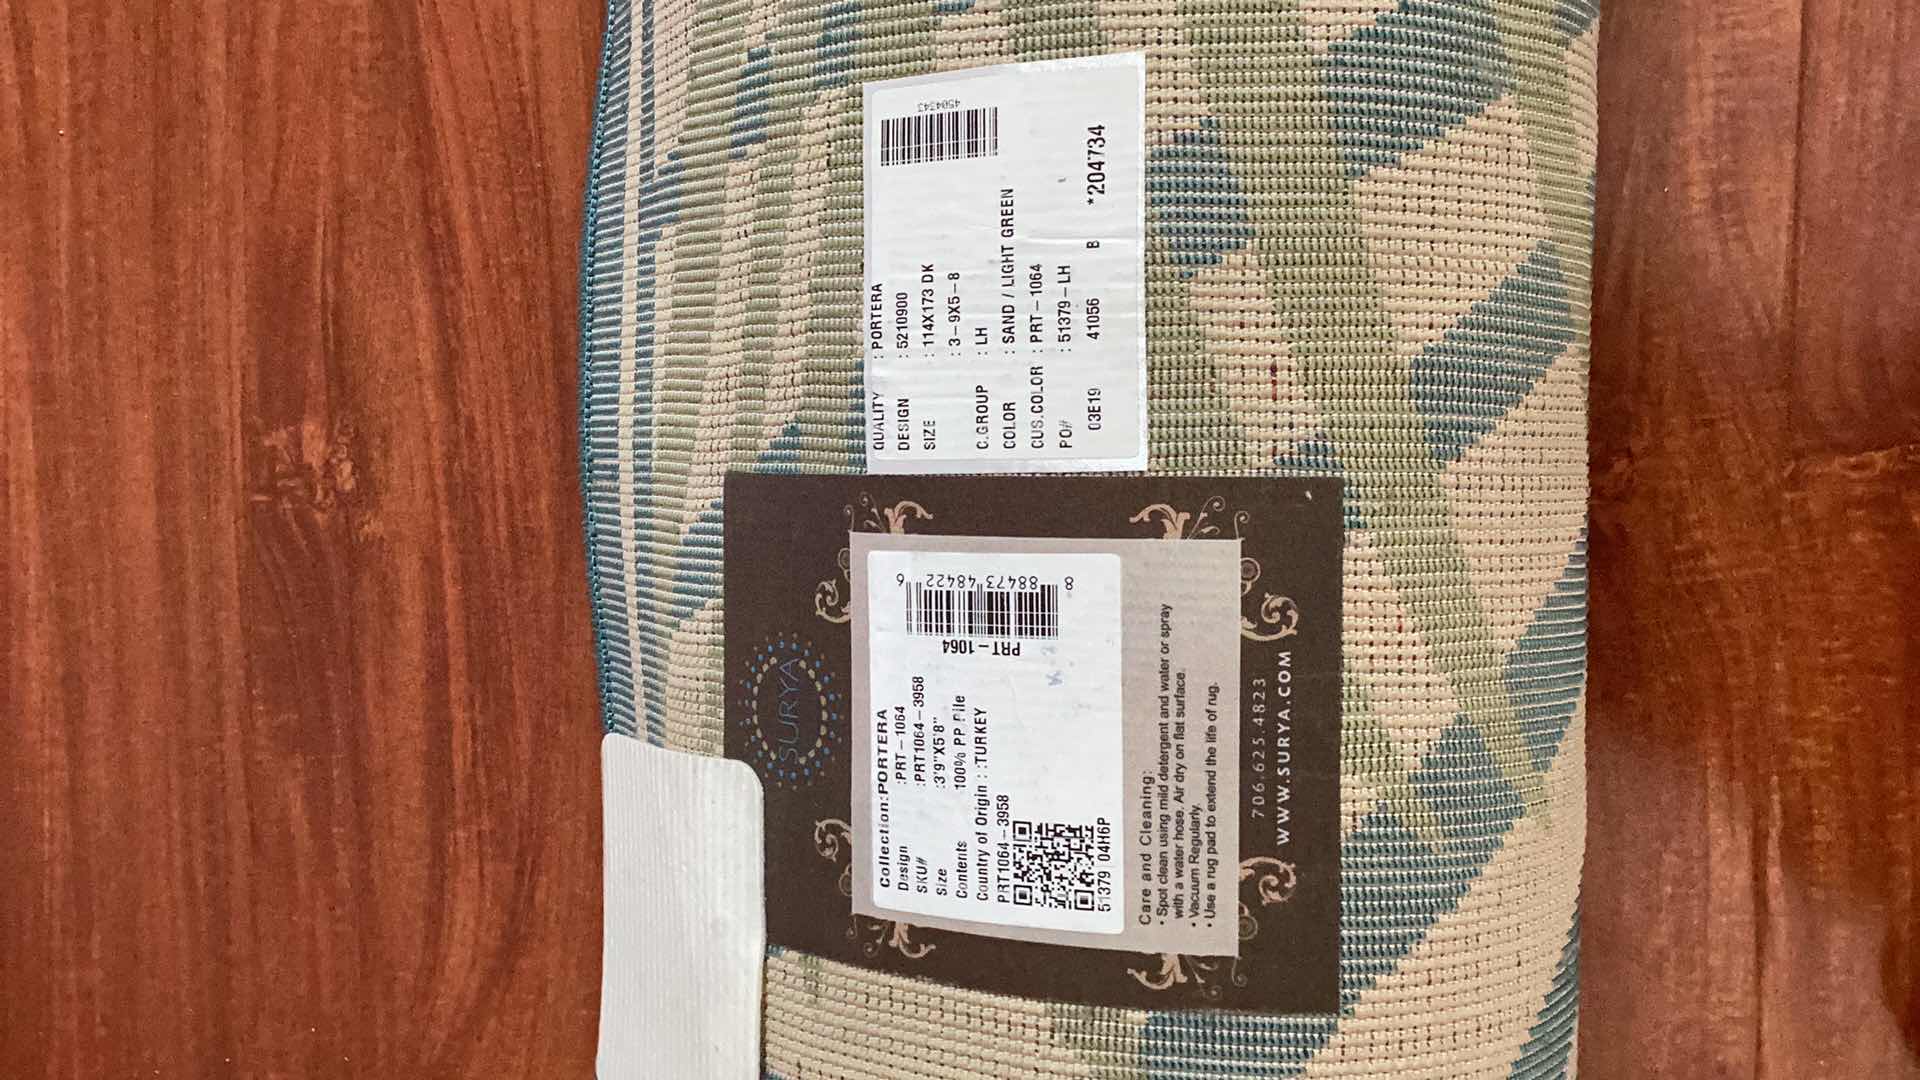 4504343
QUALITY : PORTERA
DESIGN : 5210900
SIZE : 114X173 DK
: 3-9X5-8
C.GROUP : LH
COLOR : SAND / LIGHT GREEN
CUS.COLOR : PRT-1064
PO# : 51379-LH
03E19 41056 B *204734
SURYA
Collection:PORTERA
Design :PRT-1064
SKU# :PRT1064-3958
Size :3'9"X5'8"
Contents 100% PP Pile
Country of Origin : :TURKEY
PRT1064-3958
51379 04H6P
PRT-1064
8 88473 48422 6
Care and Cleaning:
• Spot clean using mild detergent and water or spray
with a water hose. Air dry on flat surface.
• Vacuum Regularly.
• Use a rug pad to extend the life of rug.
706.625.4823
WWW.SURYA.COM